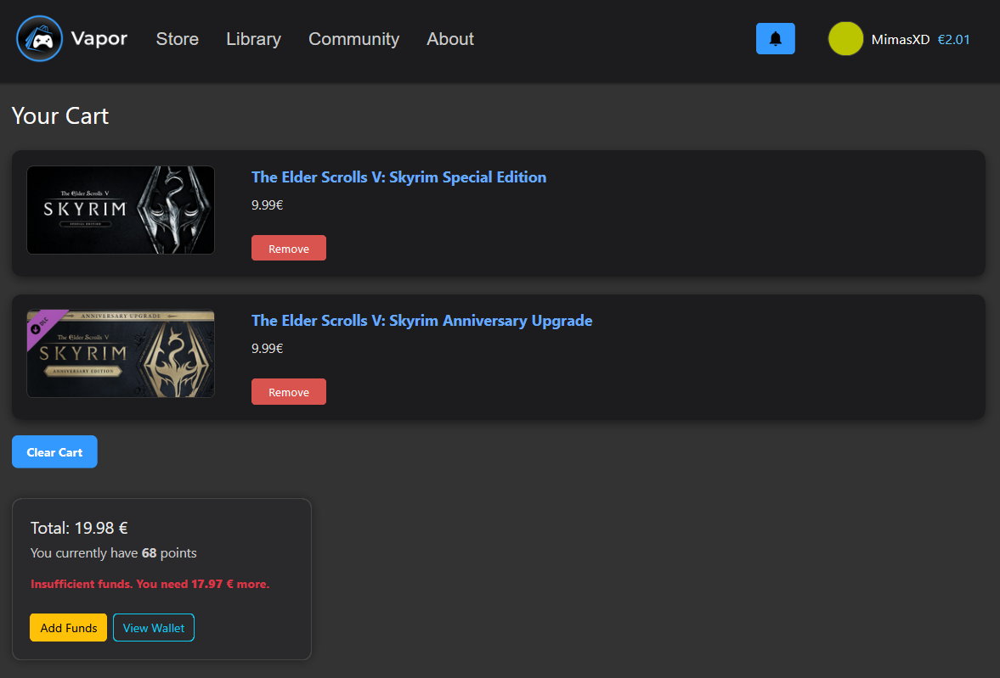 Vapor Store Library Community About MimasXD €2.01
Your Cart
The Elder Scrolls V
SKYRIM
SPECIAL EDITION
The Elder Scrolls V: Skyrim Special Edition
9.99€
Remove
ANNIVERSARY UPGRADE
DLC
The Elder Scrolls V
SKYRIM
ANNIVERSARY EDITION
The Elder Scrolls V: Skyrim Anniversary Upgrade
9.99€
Remove
Clear Cart
Total: 19.98 €
You currently have 68 points
Insufficient funds. You need 17.97 € more.
Add Funds View Wallet